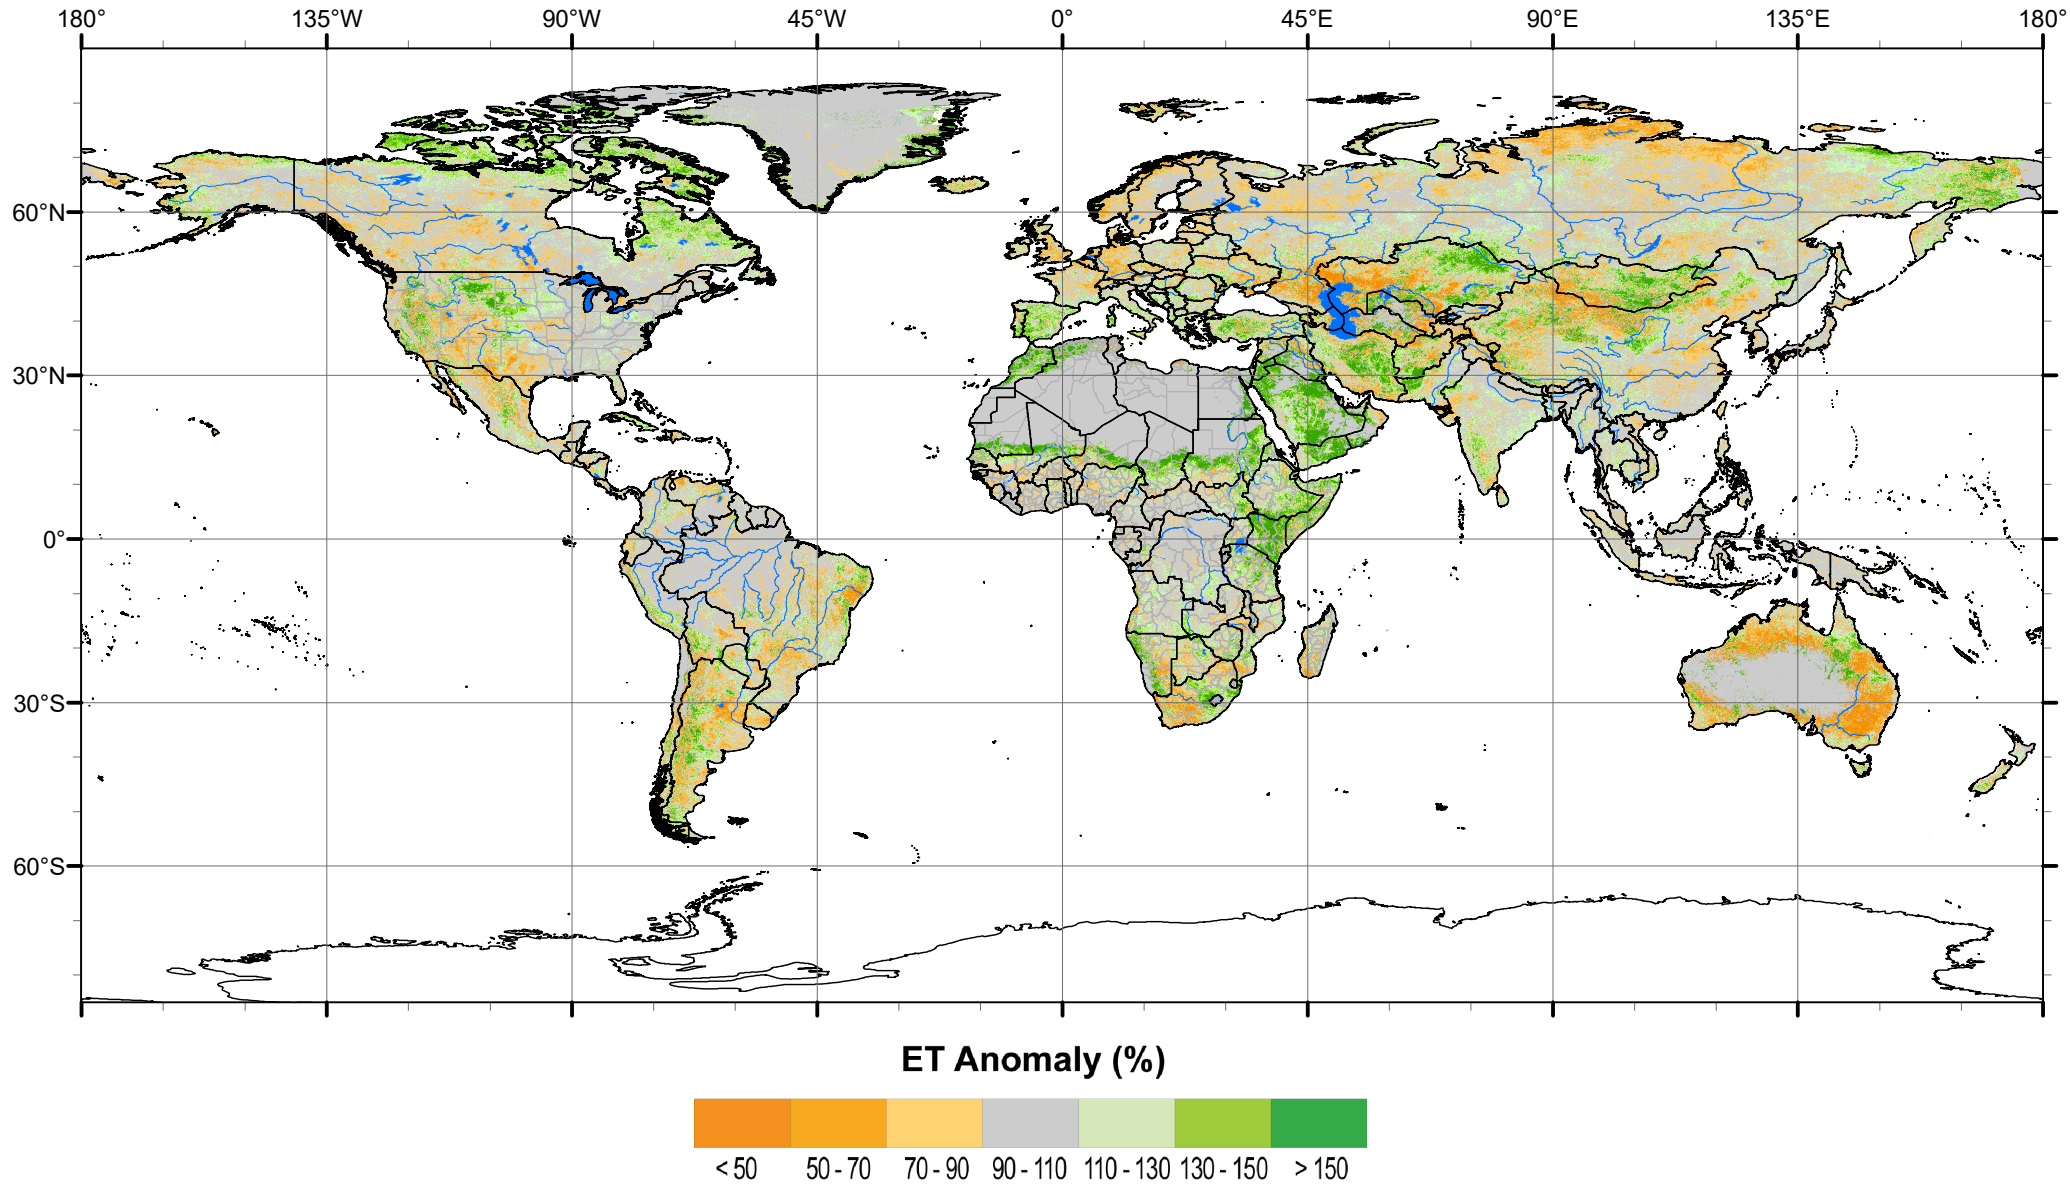 180° 135°W 90°W 45°W 0° 45°E 90°E 135°E 180°
60°N
30°N
0°
30°S
60°S
ET Anomaly (%)
< 50 50 - 70 70 - 90 90 - 110 110 - 130 130 - 150 > 150